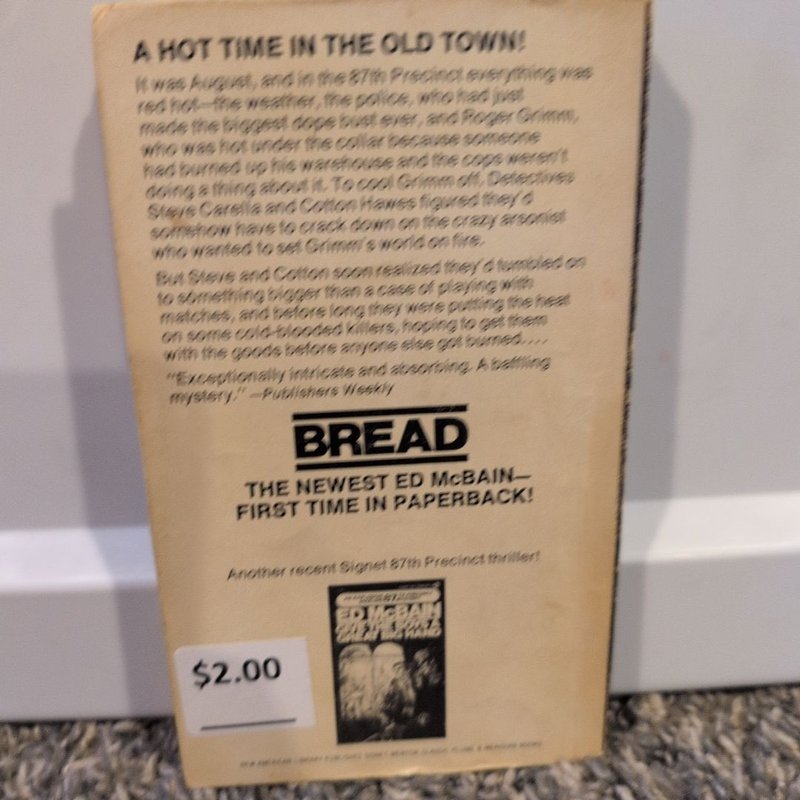 A HOT TIME IN THE OLD TOWN!
It was August, and in the 87th Precinct everything was
red hot—the weather, the police, who had just
made the biggest dope bust ever, and Roger Grimm,
who was hot under the collar because someone
had burned up his warehouse and the cops weren't
doing a thing about it. To cool Grimm off, Detectives
Steve Carella and Cotton Hawes figured they'd
somehow have to crack down on the crazy arsonist
who wanted to set Grimm's world on fire.
But Steve and Cotton soon realized they'd tumbled on
to something bigger than a case of playing with
matches, and before long they were putting the heat
on some cold-blooded killers, hoping to get them
with the goods before anyone else got burned....
"Exceptionally intricate and absorbing. A baffling
mystery." —Publishers Weekly
BREAD
THE NEWEST ED McBAIN—
FIRST TIME IN PAPERBACK!
Another recent Signet 87th Precinct thriller!
ED McBAIN
GIVE THE BOYS A
GREAT BIG HAND
$2.00